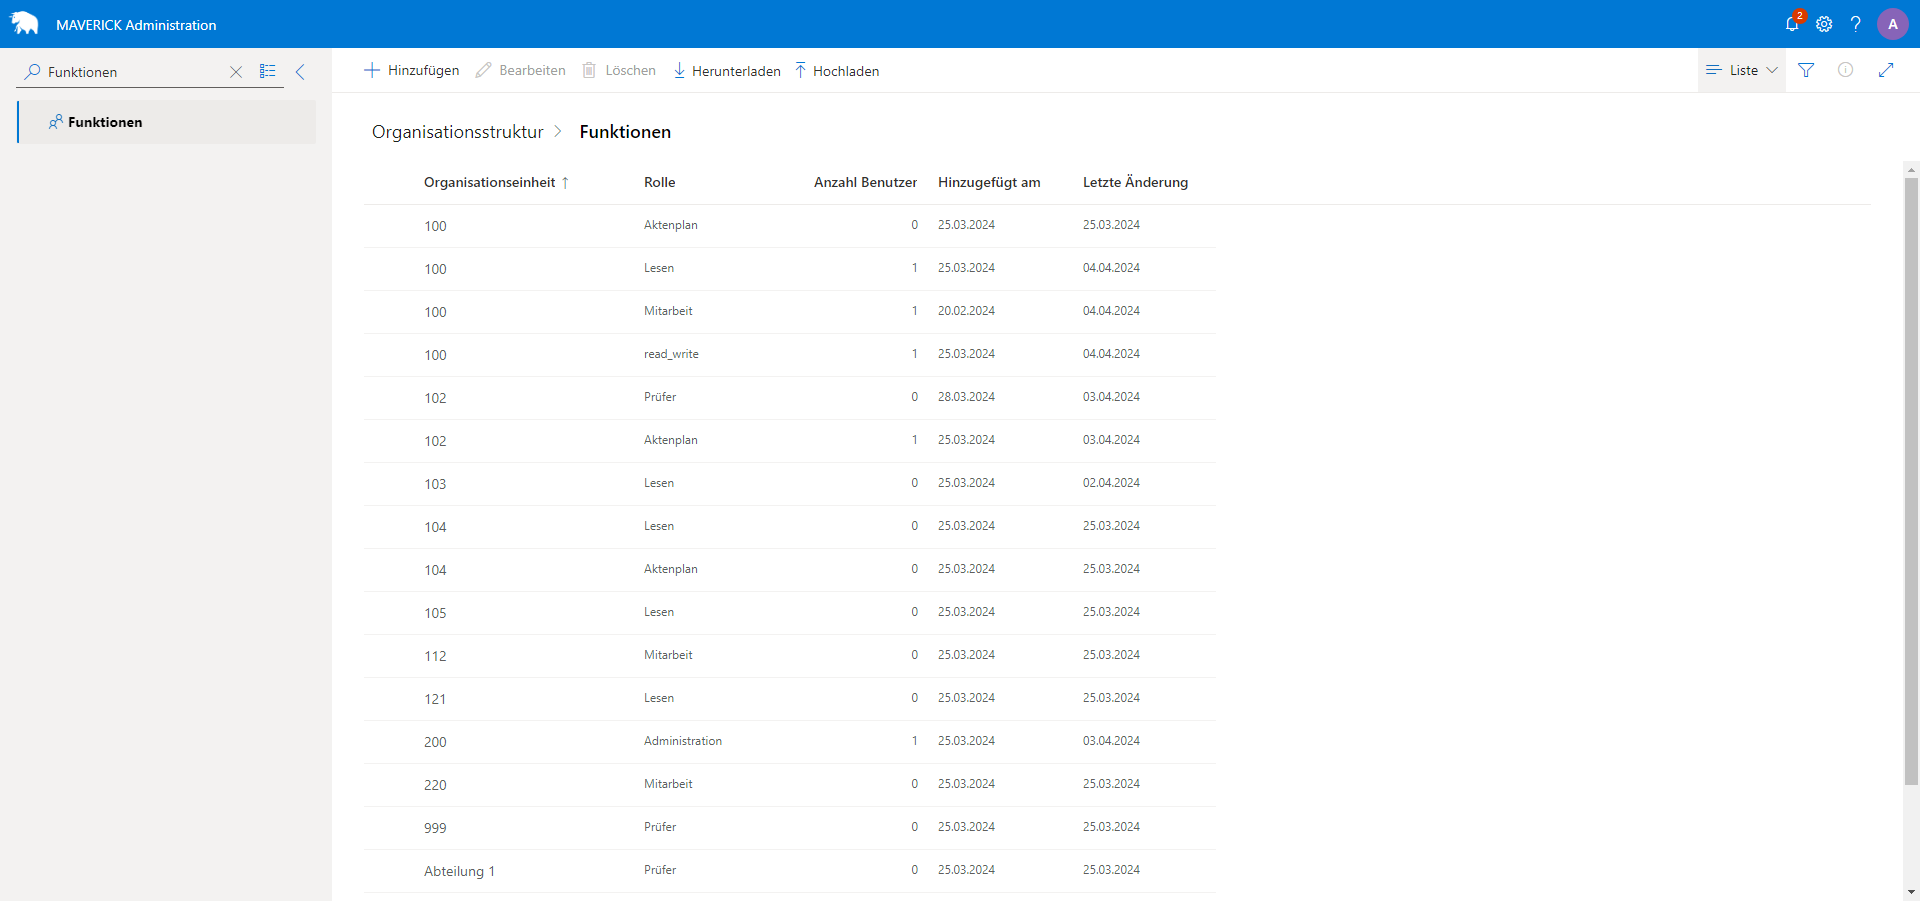 MAVERICK Administration
2
?
A
Funktionen
Hinzufügen
Bearbeiten
Löschen
Herunterladen
Hochladen
Liste
Funktionen
Organisationsstruktur > Funktionen
Organisationseinheit ↑ Rolle Anzahl Benutzer Hinzugefügt am Letzte Änderung
100 Aktenplan 0 25.03.2024 25.03.2024
100 Lesen 1 25.03.2024 04.04.2024
100 Mitarbeit 1 20.02.2024 04.04.2024
100 read_write 1 25.03.2024 04.04.2024
102 Prüfer 0 28.03.2024 03.04.2024
102 Aktenplan 1 25.03.2024 03.04.2024
103 Lesen 0 25.03.2024 02.04.2024
104 Lesen 0 25.03.2024 25.03.2024
104 Aktenplan 0 25.03.2024 25.03.2024
105 Lesen 0 25.03.2024 25.03.2024
112 Mitarbeit 0 25.03.2024 25.03.2024
121 Lesen 0 25.03.2024 25.03.2024
200 Administration 1 25.03.2024 03.04.2024
220 Mitarbeit 0 25.03.2024 25.03.2024
999 Prüfer 0 25.03.2024 25.03.2024
Abteilung 1 Prüfer 0 25.03.2024 25.03.2024